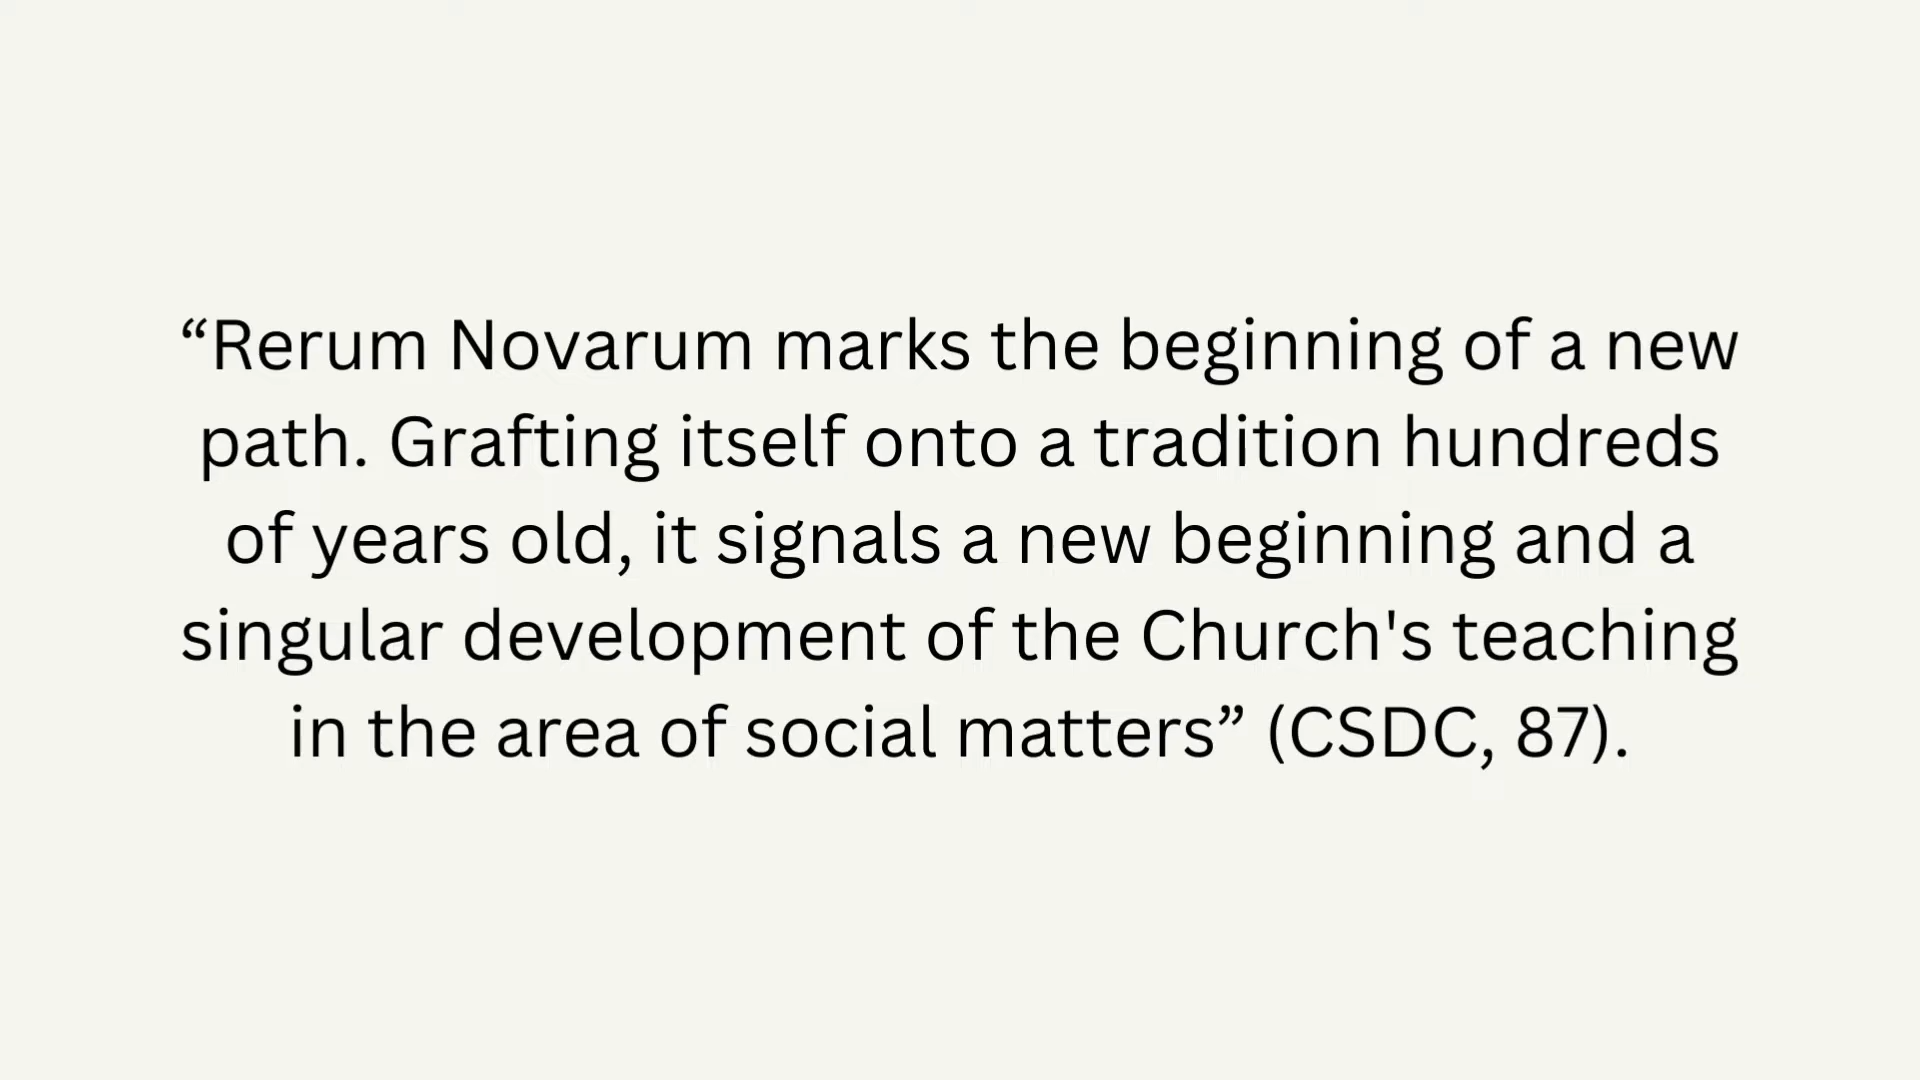 “Rerum Novarum marks the beginning of a new
path. Grafting itself onto a tradition hundreds
of years old, it signals a new beginning and a
singular development of the Church's teaching
in the area of social matters” (CSDC, 87).